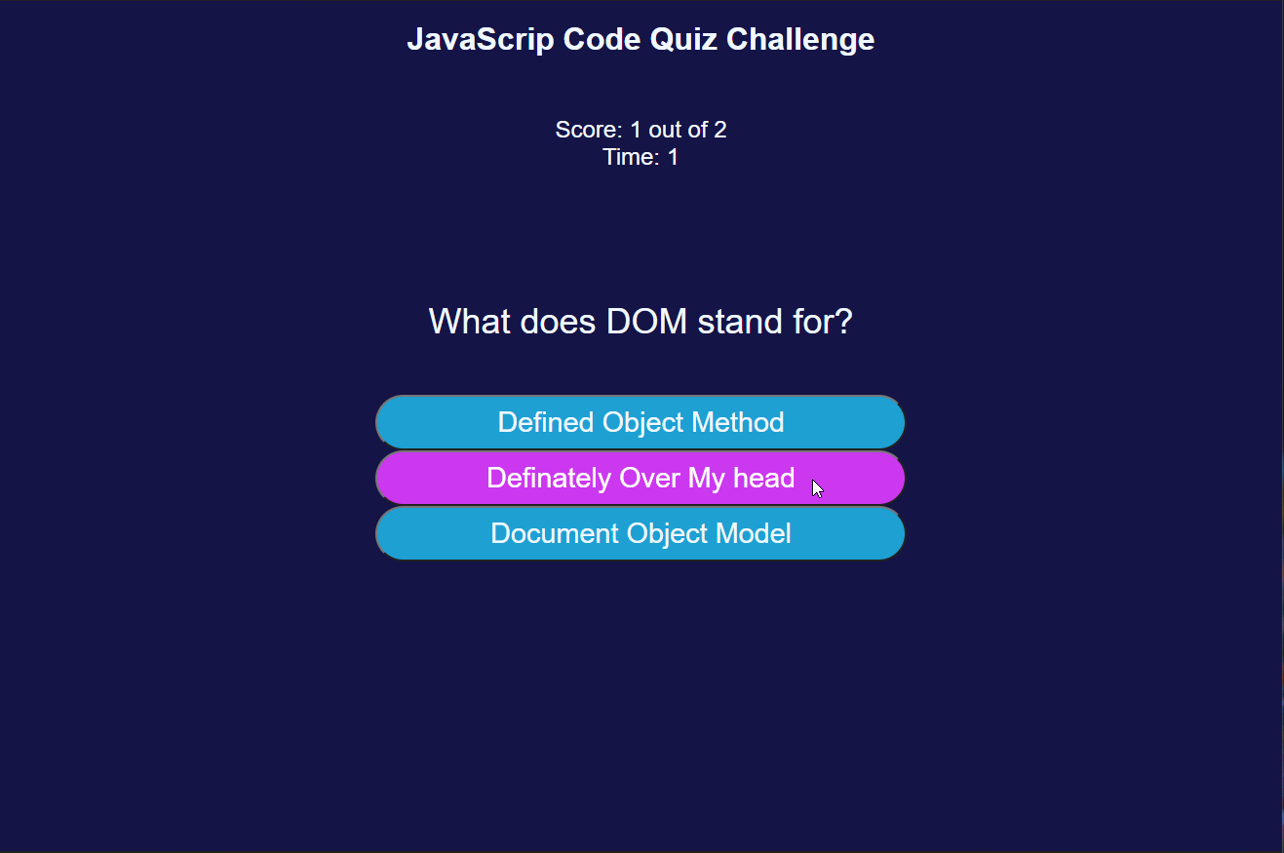 JavaScrip Code Quiz Challenge
Score: 1 out of 2
Time: 1
What does DOM stand for?
Defined Object Method
Definately Over My head
Document Object Model